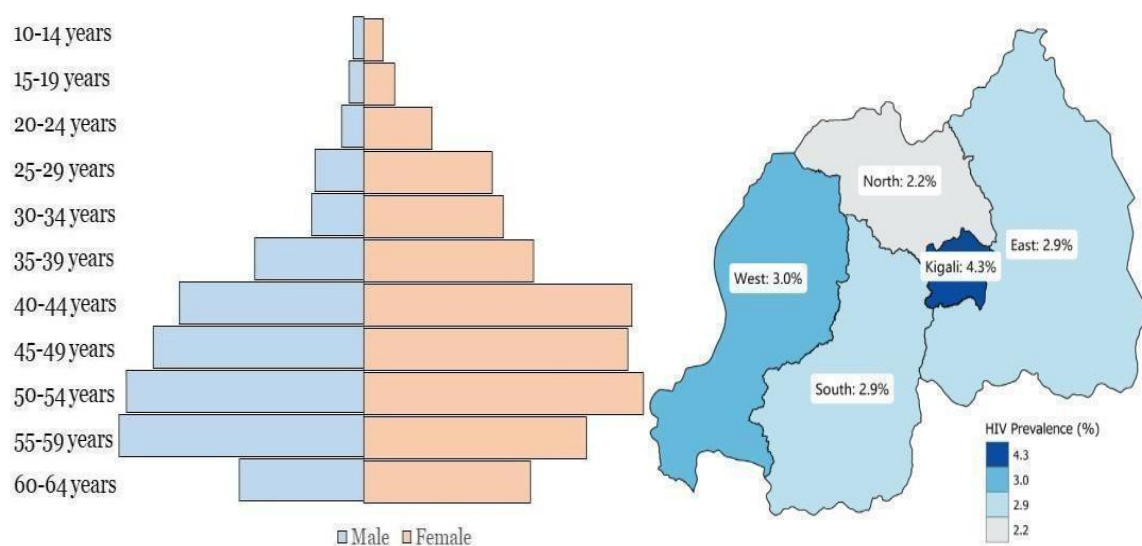 10-14 years
15-19 years
20-24 years
25-29 years
30-34 years
35-39 years
40-44 years
45-49 years
50-54 years
55-59 years
60-64 years
Male Female
North: 2.2%
East: 2.9%
Kigali: 4.3%
West: 3.0%
South: 2.9%
HIV Prevalence (%)
4.3
3.0
2.9
2.2